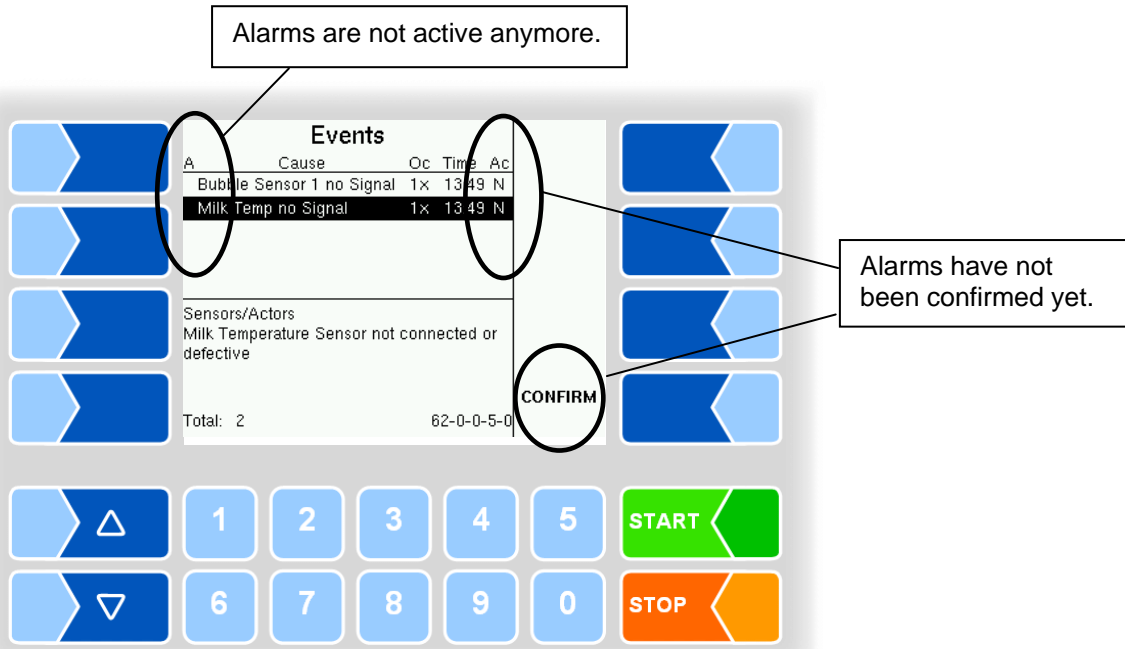 Alarms are not active anymore.
Events
A Cause Oc Time Ac
Bubble Sensor 1 no Signal 1x 13:49 N
Milk Temp no Signal 1x 13:49 N
Alarms have not
been confirmed yet.
Sensors/Actors
Milk Temperature Sensor not connected or
defective
CONFIRM
Total: 2 62-0-0-5-0
1 2 3 4 5 START
6 7 8 9 0 STOP